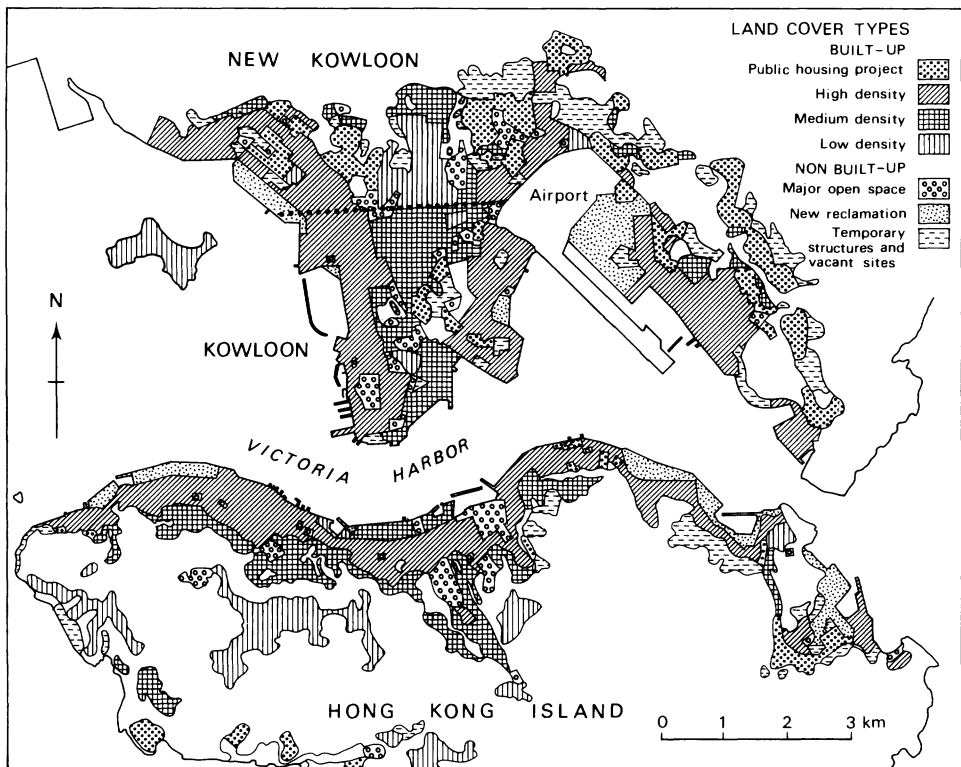 LAND COVER TYPES
BUILT-UP
Public housing project
High density
Medium density
Low density
NON BUILT-UP
Major open space
New reclamation
Temporary
structures and
vacant sites
NEW KOWLOON
Airport
N
KOWLOON
VICTORIA HARBOR
HONG KONG ISLAND
0 1 2 3 km